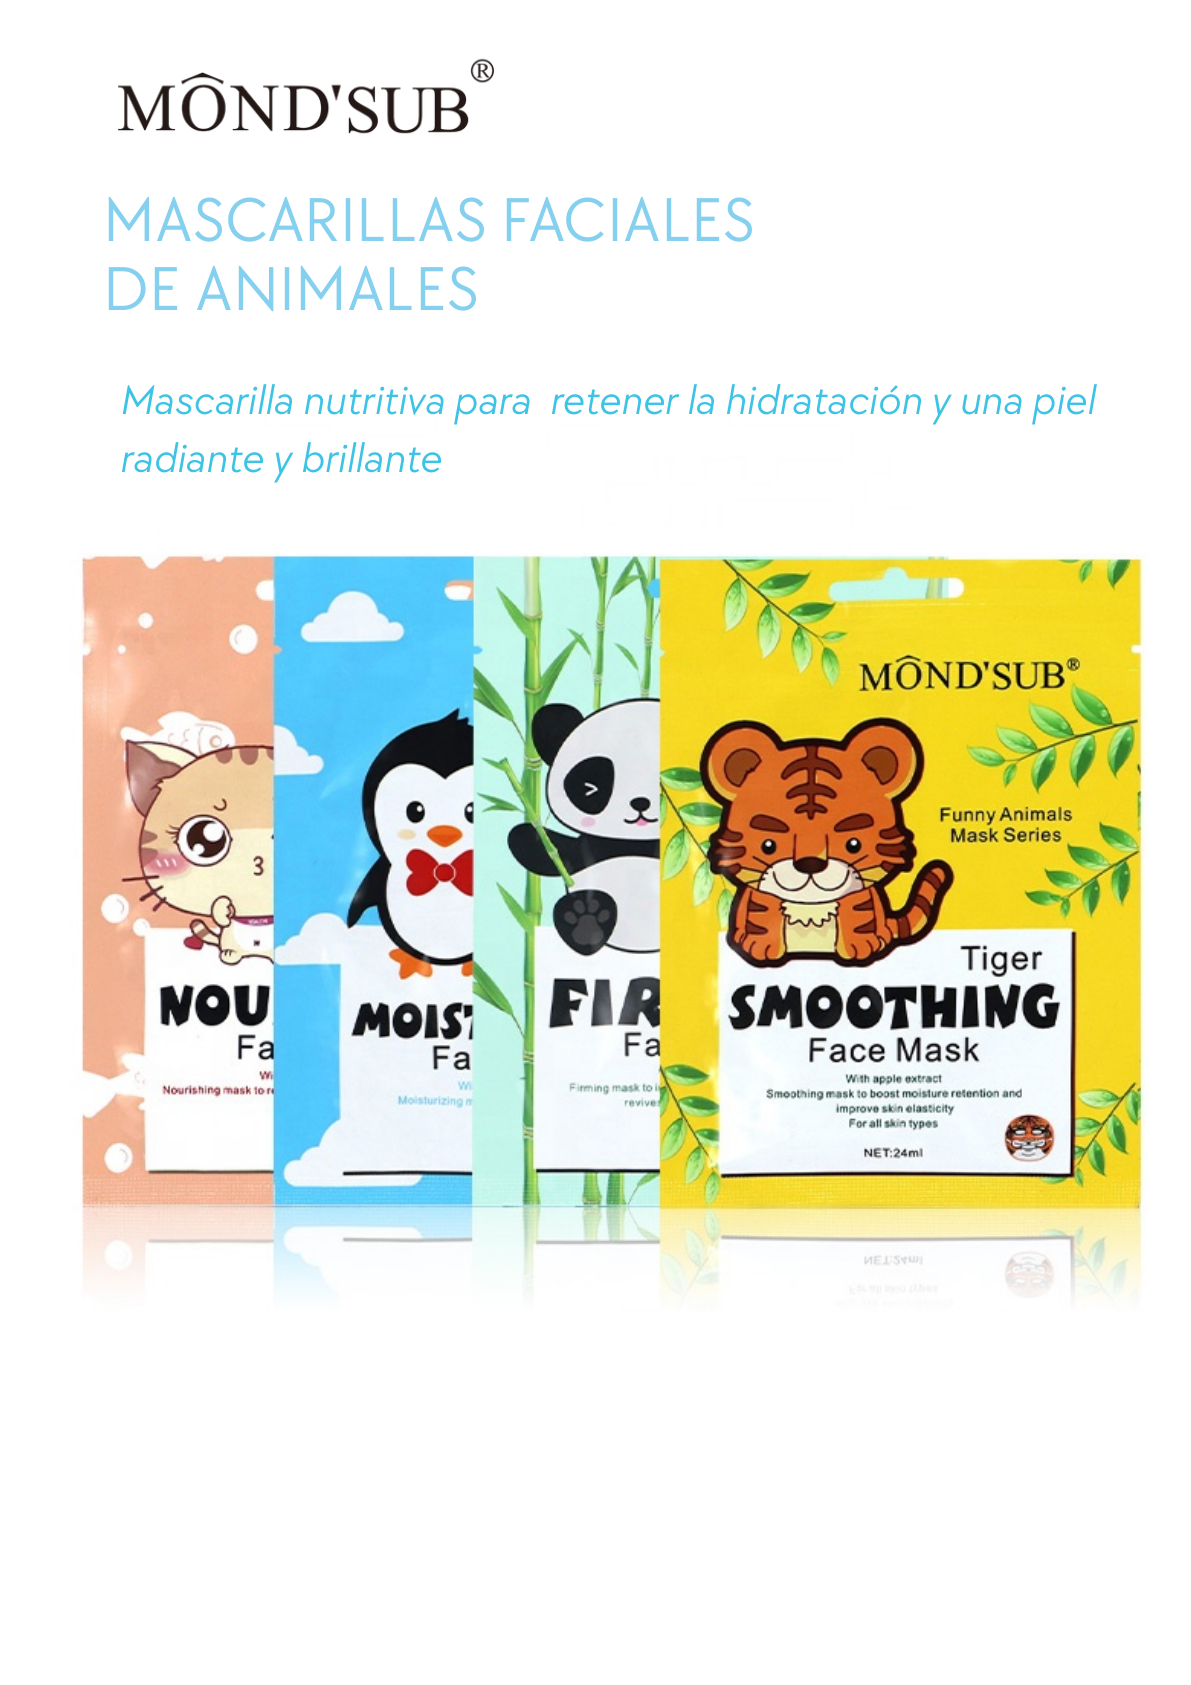 MÔND'SUB®
MASCARILLAS FACIALES
DE ANIMALES
Mascarilla nutritiva para retener la hidratación y una piel
radiante y brillante
MÔND'SUB®
Funny Animals
Mask Series
Tiger
SMOOTHING
Face Mask
With apple extract
Smoothing mask to boost moisture retention and
improve skin elasticity
For all skin types
NET:24ml
NOU
Fa
Wi
Nourishing mask to re
MOIST
Fa
Wi
Moisturizing m
FIR
Fa
Firming mask to i
revive